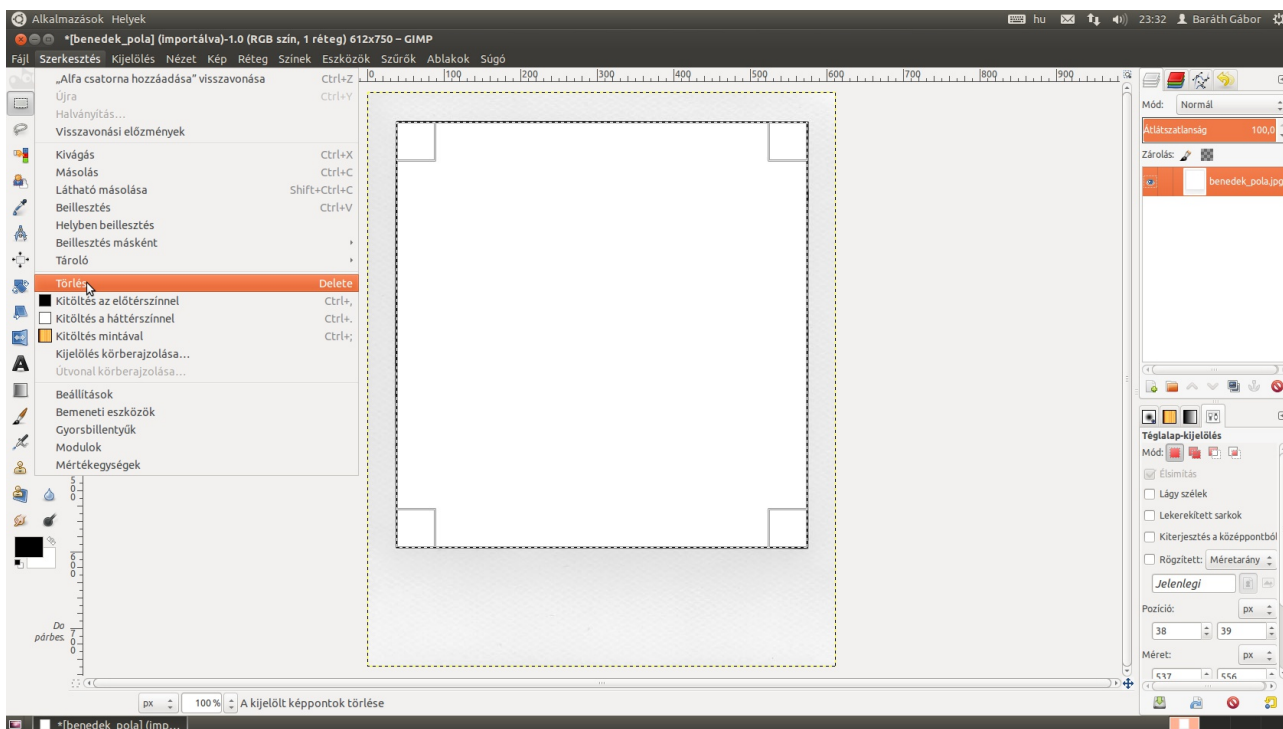 Alkalmazások Helyek hu 23:32 Baráth Gábor
*[benedek_pola] (importálva)-1.0 (RGB szín, 1 réteg) 612x750 – GIMP
Fájl Szerkesztés Kijelölés Nézet Kép Réteg Színek Eszközök Szűrők Ablakok Súgó
„Alfa csatorna hozzáadása” visszavonása Ctrl+Z
Újra Ctrl+Y
Halványítás…
Visszavonási előzmények
Kivágás Ctrl+X
Másolás Ctrl+C
Látható másolása Shift+Ctrl+C
Beillesztés Ctrl+V
Helyben beillesztés
Beillesztés másként
Tároló
Törlés Delete
Kitöltés az előtérszínnel Ctrl+,
Kitöltés a háttérszínnel Ctrl+.
Kitöltés mintával Ctrl+;
Kijelölés körberajzolása…
Útvonal körberajzolása…
Beállítások
Bemeneti eszközök
Gyorsbillentyűk
Modulok
Mértékegységek
0 100 200 300 400 500 600 700 800 900
500
600
700
Do
párbes.
Mód: Normál
Átlátszatlanság 100,0
Zárolás:
benedek_pola.jpg
Téglalap-kijelölés
Mód:
Élsimítás
Lágy szélek
Lekerekített sarkok
Kiterjesztés a középpontból
Rögzített: Méretarány
Jelenlegi
Pozíció: px
38 39
Méret: px
537 556
px 100 % A kijelölt képpontok törlése
*[benedek_pola] (imp...